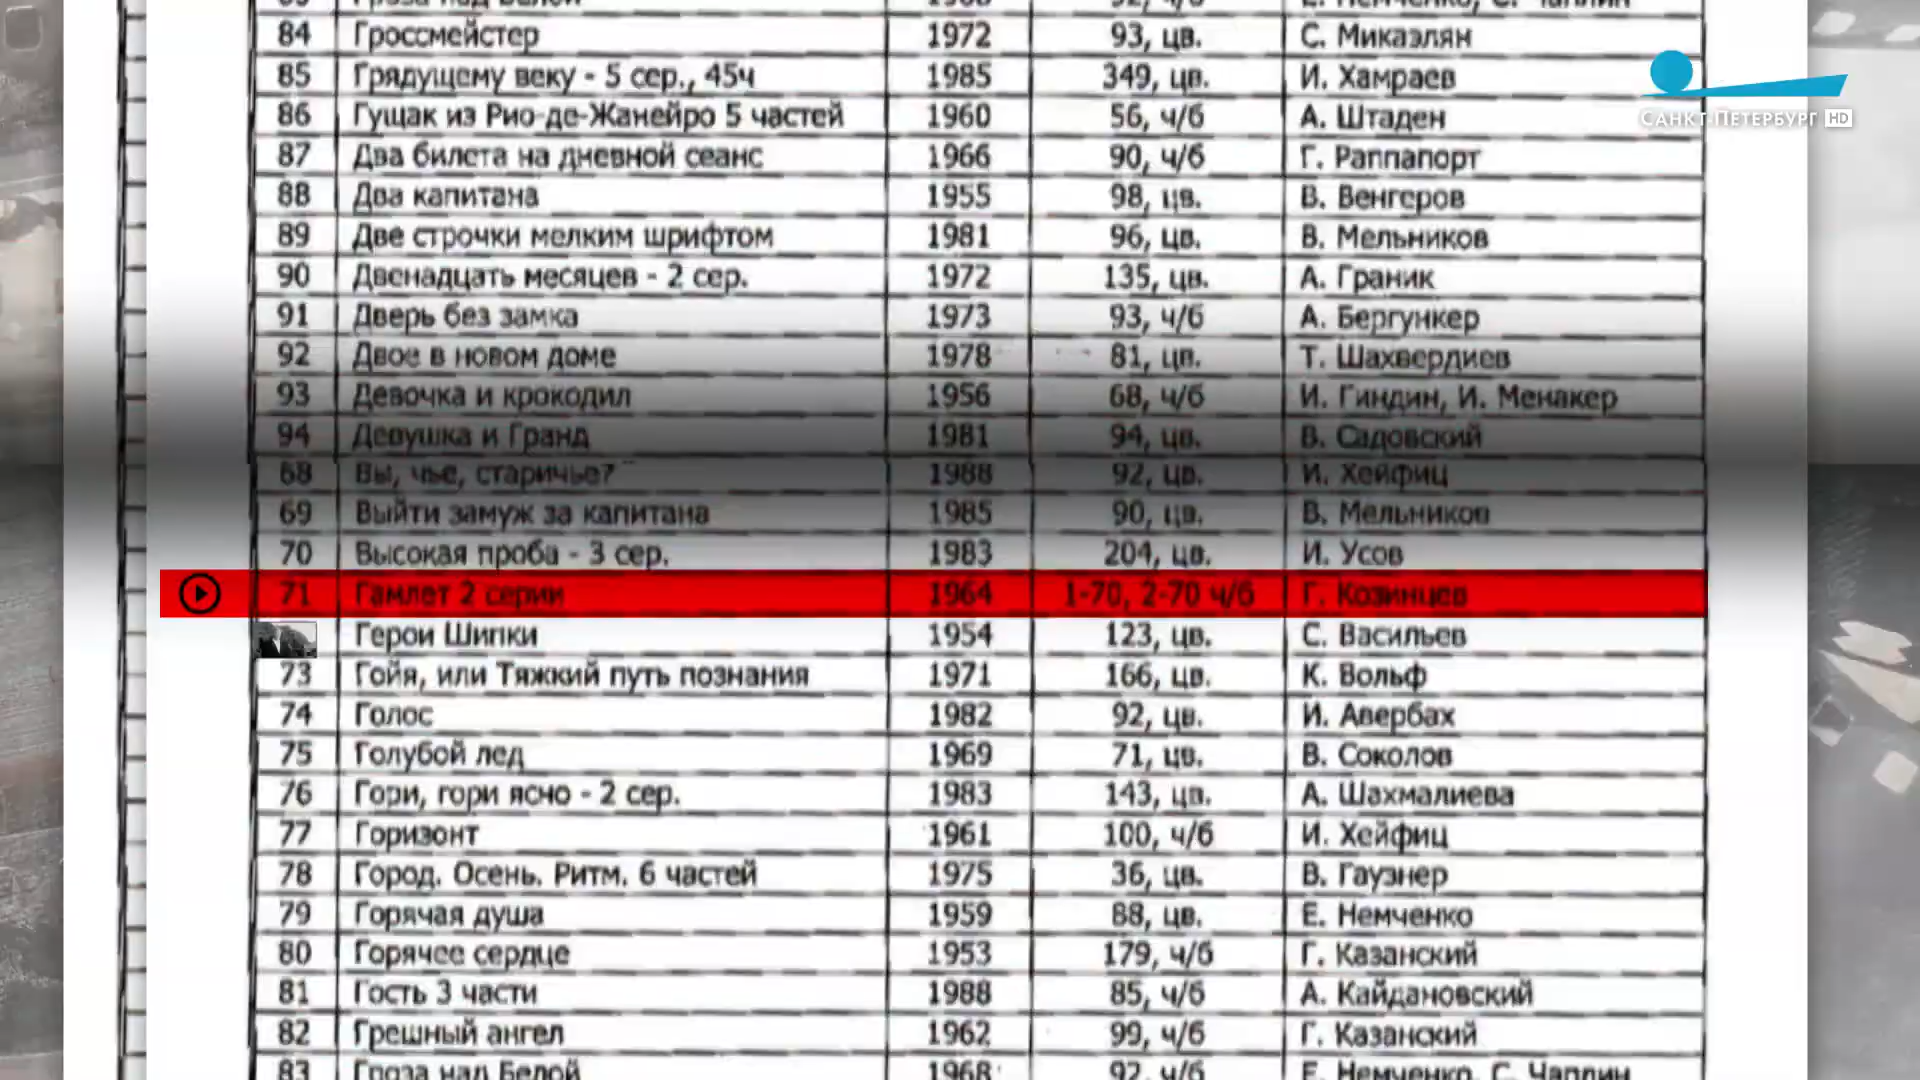 83 Гроза над Белой 1968 92, ч/б Е. Немченко, С. Чаплин
84 Гроссмейстер 1972 93, цв. С. Микаэлян
85 Грядущему веку - 5 сер., 45ч 1985 349, цв. И. Хамраев
86 Гущак из Рио-де-Жанейро 5 частей 1960 56, ч/б А. Штаден
87 Два билета на дневной сеанс 1966 90, ч/б Г. Раппапорт
88 Два капитана 1955 98, цв. В. Венгеров
89 Две строчки мелким шрифтом 1981 96, цв. В. Мельников
90 Двенадцать месяцев - 2 сер. 1972 135, цв. А. Граник
91 Дверь без замка 1973 93, ч/б А. Бергункер
92 Двое в новом доме 1978 81, цв. Т. Шахвердиев
93 Девочка и крокодил 1956 68, ч/б И. Гиндин, И. Менакер
94 Девушка и Гранд 1981 94, цв. В. Садовский
68 Вы, чье, старичье? 1988 92, цв. И. Хейфиц
69 Выйти замуж за капитана 1985 90, цв. В. Мельников
70 Высокая проба - 3 сер. 1983 204, цв. И. Усов
71 Гамлет 2 серии 1964 1-70, 2-70 ч/б Г. Козинцев
Герои Шипки 1954 123, цв. С. Васильев
73 Гойя, или Тяжкий путь познания 1971 166, цв. К. Вольф
74 Голос 1982 92, цв. И. Авербах
75 Голубой лед 1969 71, цв. В. Соколов
76 Гори, гори ясно - 2 сер. 1983 143, цв. А. Шахмалиева
77 Горизонт 1961 100, ч/б И. Хейфиц
78 Город. Осень. Ритм. 6 частей 1975 36, цв. В. Гаузнер
79 Горячая душа 1959 88, цв. Е. Немченко
80 Горячее сердце 1953 179, ч/б Г. Казанский
81 Гость 3 части 1988 85, ч/б А. Кайдановский
82 Грешный ангел 1962 99, ч/б Г. Казанский
83 Гроза над Белой 1968 92, ч/б Е. Немченко, С. Чаплин
САНКТ-ПЕТЕРБУРГ HD